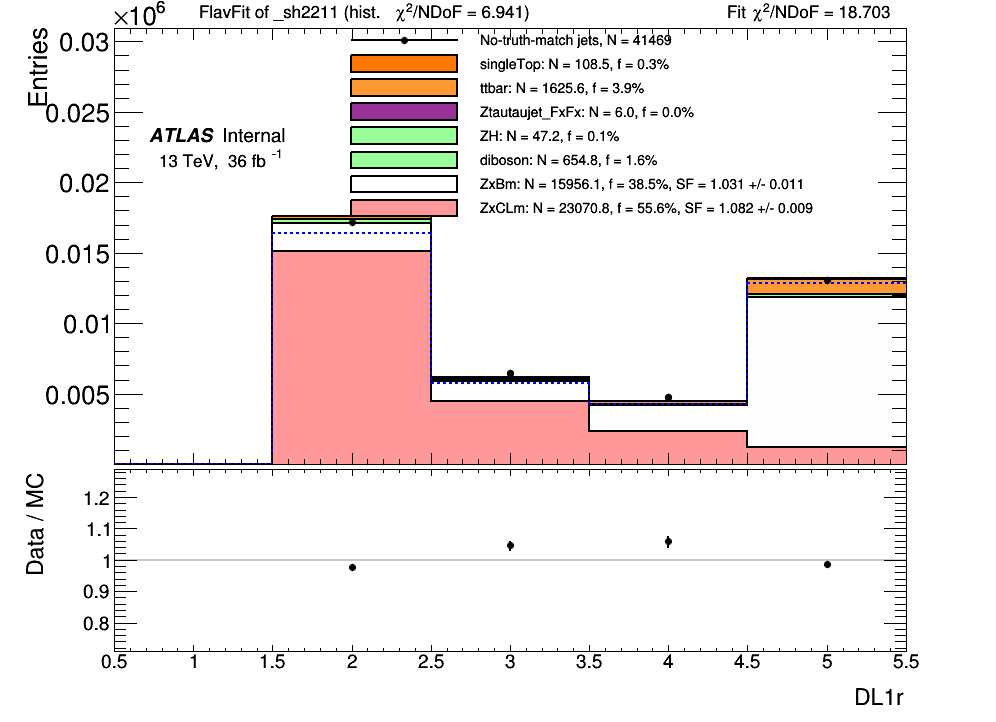 ×10⁶
FlavFit of _sh2211 (hist. χ²/NDoF = 6.941)
Fit χ²/NDoF = 18.703
Entries
0.03
0.025
0.02
0.015
0.01
0.005
ATLAS Internal
13 TeV, 36 fb⁻¹
No-truth-match jets, N = 41469
singleTop: N = 108.5, f = 0.3%
ttbar: N = 1625.6, f = 3.9%
Ztautaujet_FxFx: N = 6.0, f = 0.0%
ZH: N = 47.2, f = 0.1%
diboson: N = 654.8, f = 1.6%
ZxBm: N = 15956.1, f = 38.5%, SF = 1.031 +/- 0.011
ZxCLm: N = 23070.8, f = 55.6%, SF = 1.082 +/- 0.009
Data / MC
1.2
1.1
1
0.9
0.8
0.5 1 1.5 2 2.5 3 3.5 4 4.5 5 5.5
DL1r